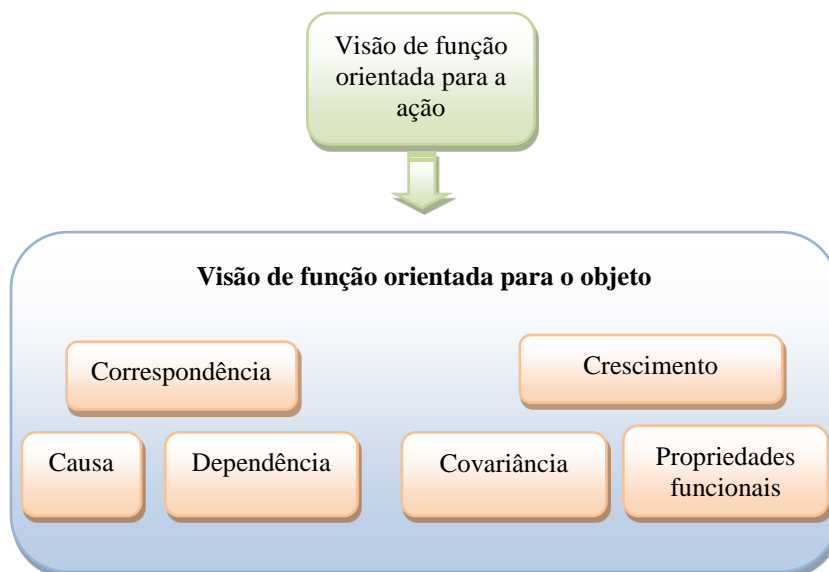 Visão de função
orientada para a
ação
Visão de função orientada para o objeto
Correspondência
Crescimento
Causa
Dependência
Covariância
Propriedades
funcionais